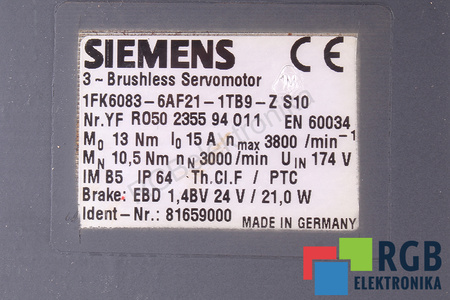 SIEMENS CE
3~Brushless Servomotor
1FK6083-6AF21-1TB9-Z S10
Nr.YF RO50 2355 94 011 EN 60034
M0 13 Nm I0 15 A nmax 3800 /min-1
MN 10,5 Nm nN 3000 /min UIN 174 V
IM B5 IP 64 Th.Cl.F / PTC
Brake: EBD 1,4BV 24 V / 21,0 W
Ident-Nr.: 81659000 MADE IN GERMANY
RGB
ELEKTRONIKA